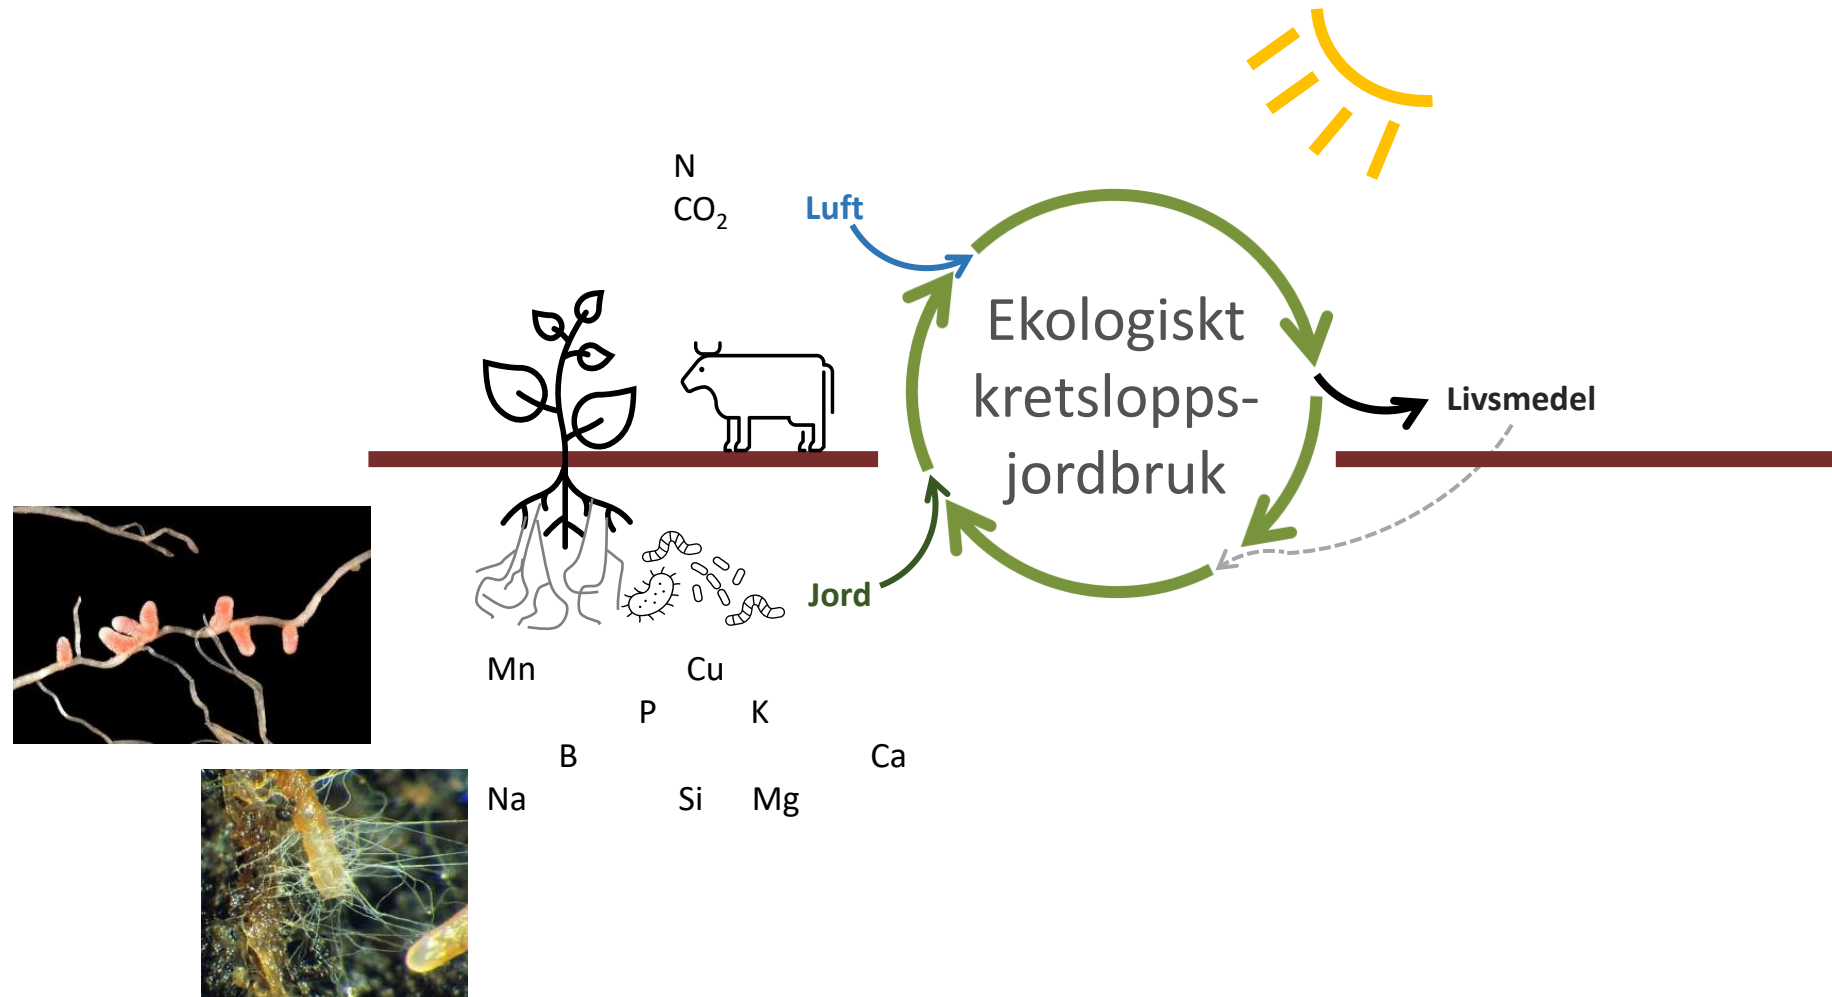 N
CO₂
Luft
Ekologiskt
kretslopps-
jordbruk
Livsmedel
Jord
Mn Cu
P K
B Ca
Na Si Mg